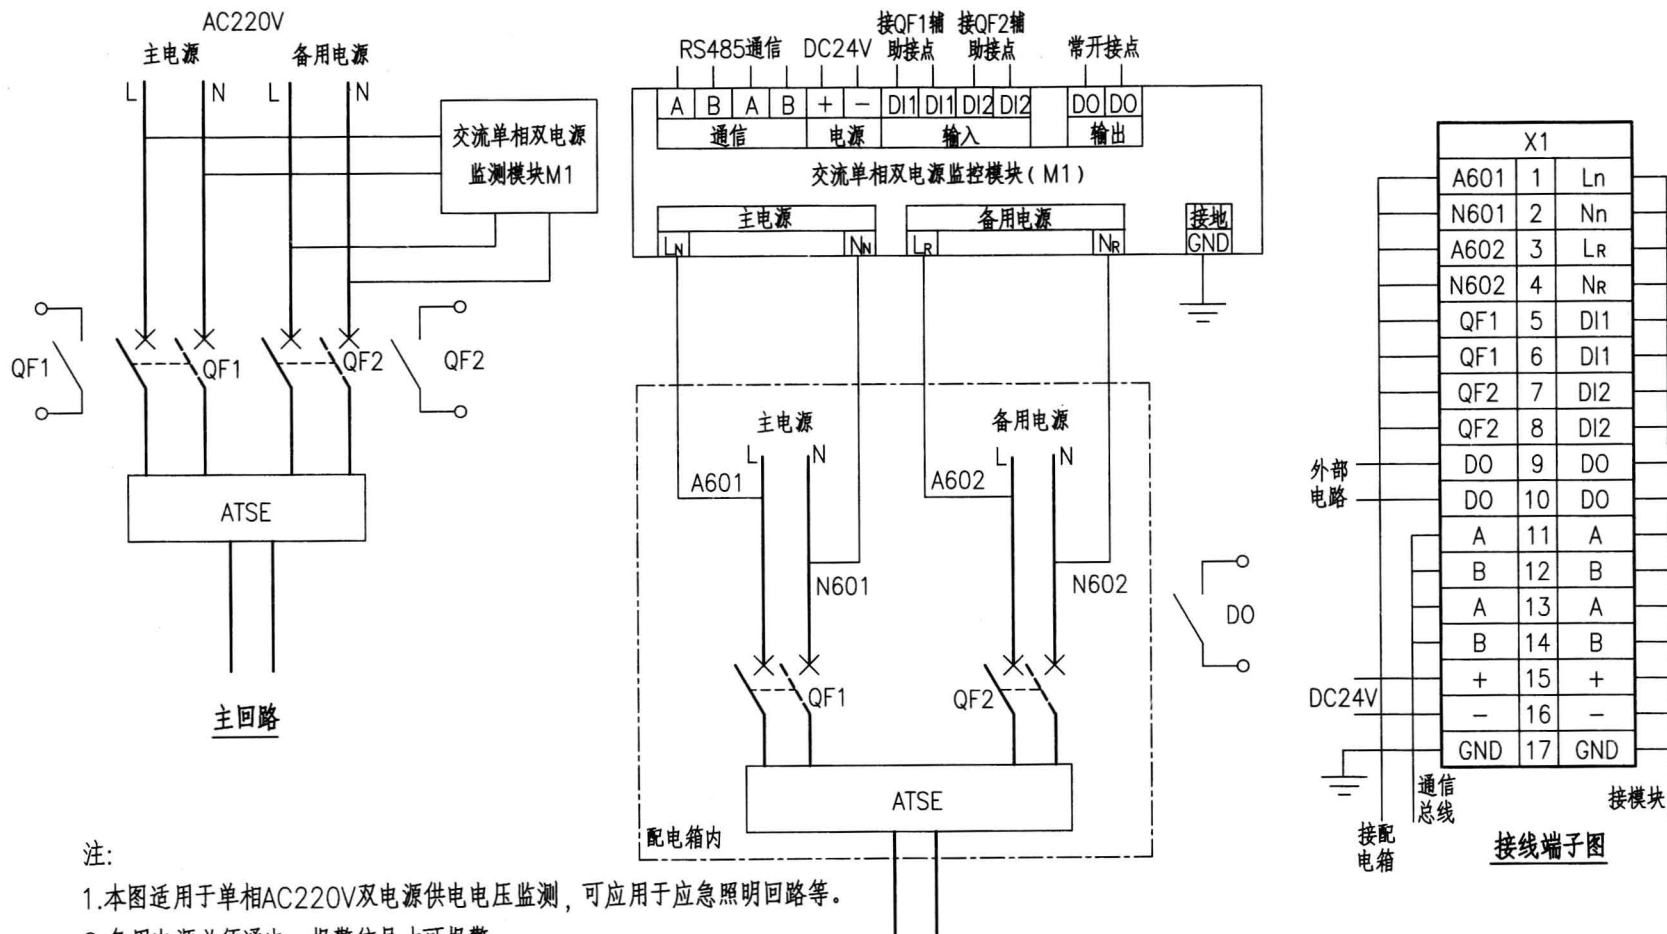 AC220V
主电源
备用电源
L
N
L
N
交流单相双电源
监测模块M1
QF1
QF1
QF2
QF2
ATSE
主回路
RS485通信
DC24V
接QF1辅
助接点
接QF2辅
助接点
常开接点
A B A B + - DI1 DI1 DI2 DI2 DO DO
通信 电源 输入 输出
交流单相双电源监控模块(M1)
主电源
备用电源
接地
LN
NN
LR
NR
GND
主电源
备用电源
L
N
L
N
A601
A602
N601
N602
QF1
QF2
ATSE
配电箱内
DO
X1
A601 1 Ln
N601 2 Nn
A602 3 LR
N602 4 NR
QF1 5 DI1
QF1 6 DI1
QF2 7 DI2
QF2 8 DI2
DO 9 DO
DO 10 DO
A 11 A
B 12 B
A 13 A
B 14 B
+ 15 +
- 16 -
GND 17 GND
外部
电路
DC24V
通信
总线
接配
电箱
接模块
接线端子图
注:
1.本图适用于单相AC220V双电源供电电压监测,可应用于应急照明回路等。